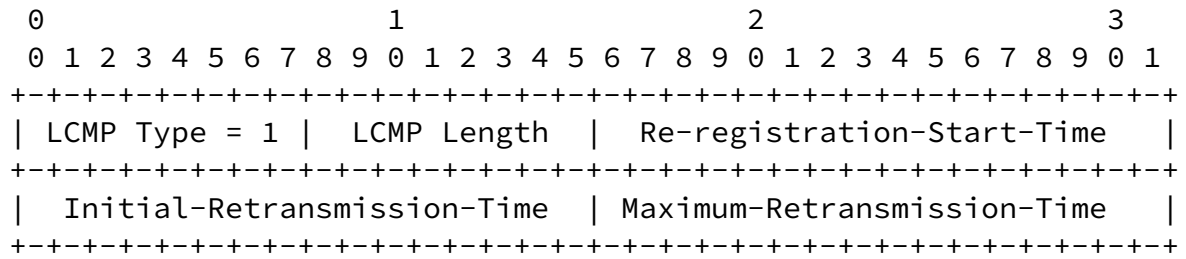 0                   1                   2                   3
 0 1 2 3 4 5 6 7 8 9 0 1 2 3 4 5 6 7 8 9 0 1 2 3 4 5 6 7 8 9 0 1
+-+-+-+-+-+-+-+-+-+-+-+-+-+-+-+-+-+-+-+-+-+-+-+-+-+-+-+-+-+-+-+-+
| LCMP Type = 1 |  LCMP Length  |  Re-registration-Start-Time   |
+-+-+-+-+-+-+-+-+-+-+-+-+-+-+-+-+-+-+-+-+-+-+-+-+-+-+-+-+-+-+-+-+
|  Initial-Retransmission-Time  | Maximum-Retransmission-Time   |
+-+-+-+-+-+-+-+-+-+-+-+-+-+-+-+-+-+-+-+-+-+-+-+-+-+-+-+-+-+-+-+-+